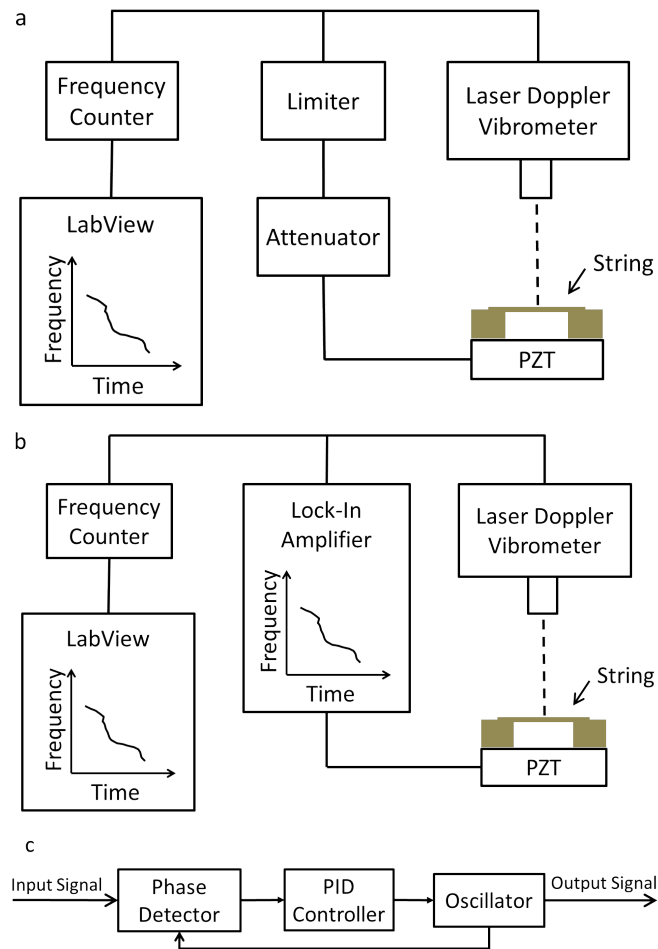 a
Frequency
Counter
Limiter
Laser Doppler
Vibrometer
LabView
Frequency
Time
Attenuator
String
PZT
b
Frequency
Counter
Lock-In
Amplifier
Frequency
Time
Laser Doppler
Vibrometer
LabView
Frequency
Time
String
PZT
c
Input Signal
Phase
Detector
PID
Controller
Oscillator
Output Signal